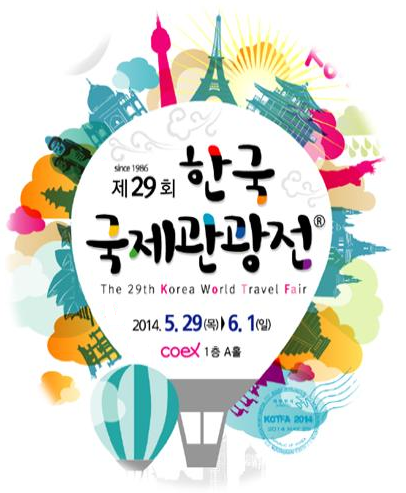 since 1986
제29회 한국
국제관광전®
The 29th Korea World Travel Fair
2014. 5. 29(목) 6. 1(일)
coex 1층 A홀
KOTFA 2014